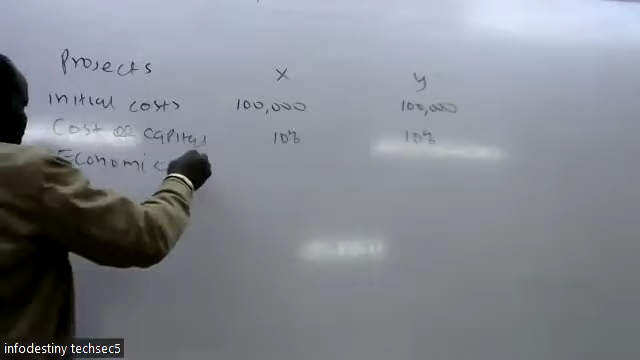 Projects X Y
Initial costs 100,000 100,000
Cost of capital 10% 10%
Economic
infodestiny techsec5